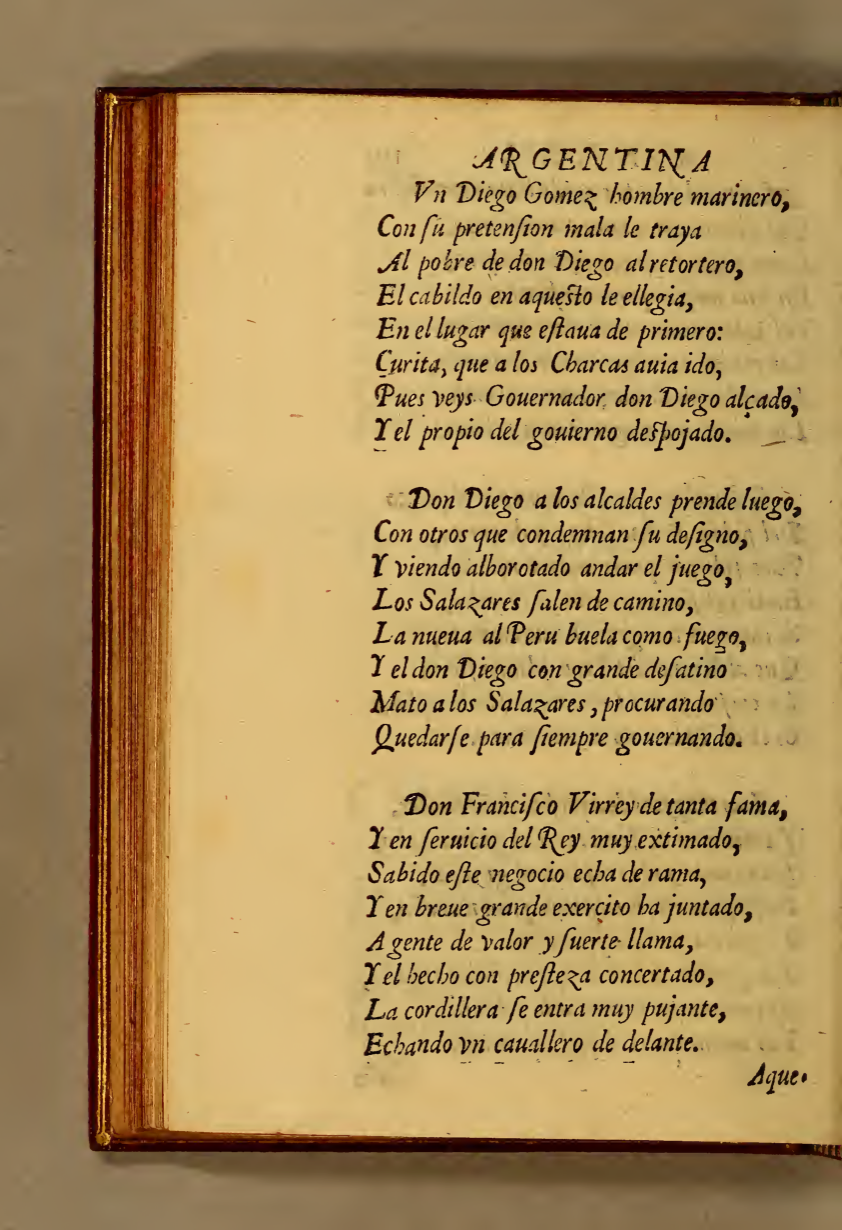 ARGENTINA
Vn Diego Gomez hombre marinero,
Con ſu pretenſion mala le traya
Al pobre de don Diego al retortero,
El cabildo en aqueſto le ellegia,
En el lugar que eſtaua de primero:
Çurita, que a los Charcas auia ido,
Pues veys Gouernador don Diego alçado,
Y el propio del gouierno deſpojado.
Don Diego a los alcaldes prende luego,
Con otros que condemnan ſu deſigno,
Y viendo alborotado andar el juego,
Los Salazares ſalen de camino,
La nueua al Peru buela como fuego,
Y el don Diego con grande deſatino
Mato a los Salazares, procurando
Quedarſe para ſiempre gouernando.
Don Franciſco Virrey de tanta fama,
Y en ſeruicio del Rey muy extimado,
Sabido eſte negocio echa de rama,
Y en breue grande exerçito ha juntado,
A gente de valor y fuerte llama,
Y el hecho con preſteza concertado,
La cordillera ſe entra muy pujante,
Echando vn cauallero de delante.
Aque-